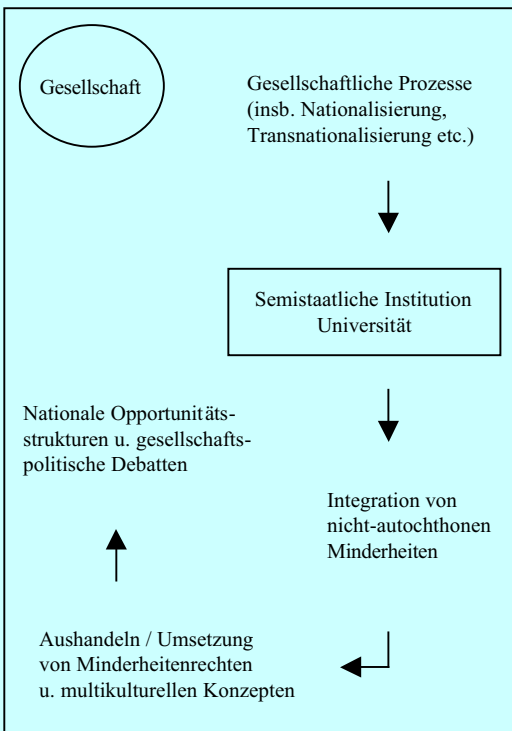 Gesellschaft
Gesellschaftliche Prozesse
(insb. Nationalisierung,
Transnationalisierung etc.)
Semistaatliche Institution
Universität
Integration von
nicht-autochthonen
Minderheiten
Aushandeln / Umsetzung
von Minderheitenrechten
u. multikulturellen Konzepten
Nationale Opportunitäts-
strukturen u. gesellschafts-
politische Debatten